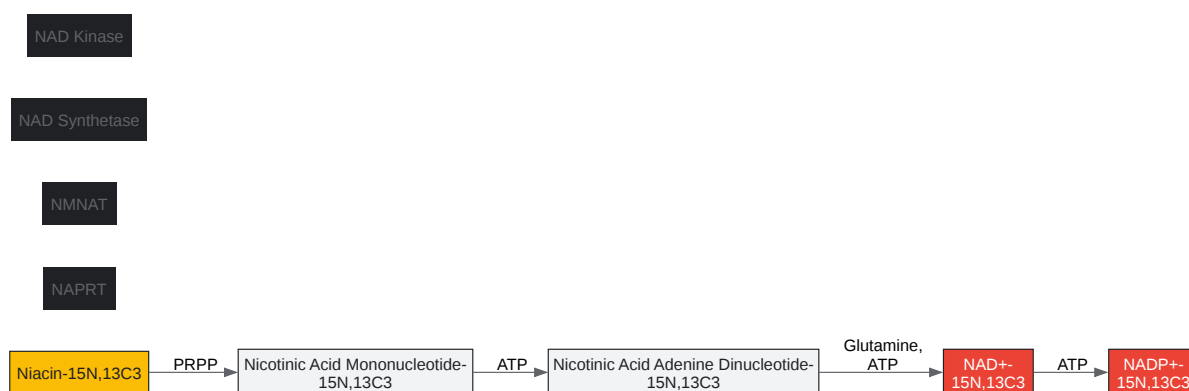 NAD Kinase
NAD Synthetase
NMNAT
NAPRT
Niacin-15N,13C3
PRPP
Nicotinic Acid Mononucleotide-
15N,13C3
ATP
Nicotinic Acid Adenine Dinucleotide-
15N,13C3
Glutamine,
ATP
NAD+-
15N,13C3
ATP
NADP+-
15N,13C3